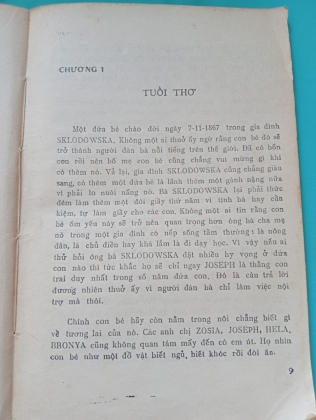 CHƯƠNG 1
TUỔI THƠ
Một đứa bé chào đời ngày 7-11-1867 trong gia đình
SKLODOWSKA, Không một ai thuở ấy ngờ rằng con bé đó sẽ
trở thành người đàn bà nổi tiếng trên thế giới. Đã có bốn
con rồi nên bố mẹ con bé cũng chẳng vui mừng gì khi
có thêm nó. Vả lại, gia đình SKLODOWSKA cũng chẳng giàu
sang, có thêm một đứa bé là lãnh thêm một gánh nặng nữa
vì phải lo nuôi nấng nó. Bà SKLODOWSKA lại phải thức
đêm làm thêm một đôi giầy thứ năm vì tính bà hay cần
kiệm, tự làm giầy cho các con. Không một ai tin rằng con
bé ốm yếu này sẽ trở nên quan trọng hơn ông bà cha mẹ
nó trong một gia đình có nếp sống tầm thường: là nông
dân, là chủ điền hay khá lắm là đi dạy học. Vì vậy nếu ai
thử hỏi ông bà SKLODOWSKA đặt nhiều hy vọng ở đứa
con nào thì tức khắc họ sẽ chỉ ngay JOSEPH là thằng con
trai duy nhất trong số năm đứa con. Đó là câu trả lời
đương nhiên thuở ấy vì người đàn bà chỉ làm việc nội
trợ mà thôi.
Chính con bé hãy còn nằm trong nôi chẳng biết gì
về tương lai của nó. Các anh chị ZOSIA, JOSEPH, HELA,
BRONYA cũng không quan tâm mấy đến cô em út. Họ nhìn
con bé như một đồ vật biết ngủ, biết khóc rồi đòi ăn.
9